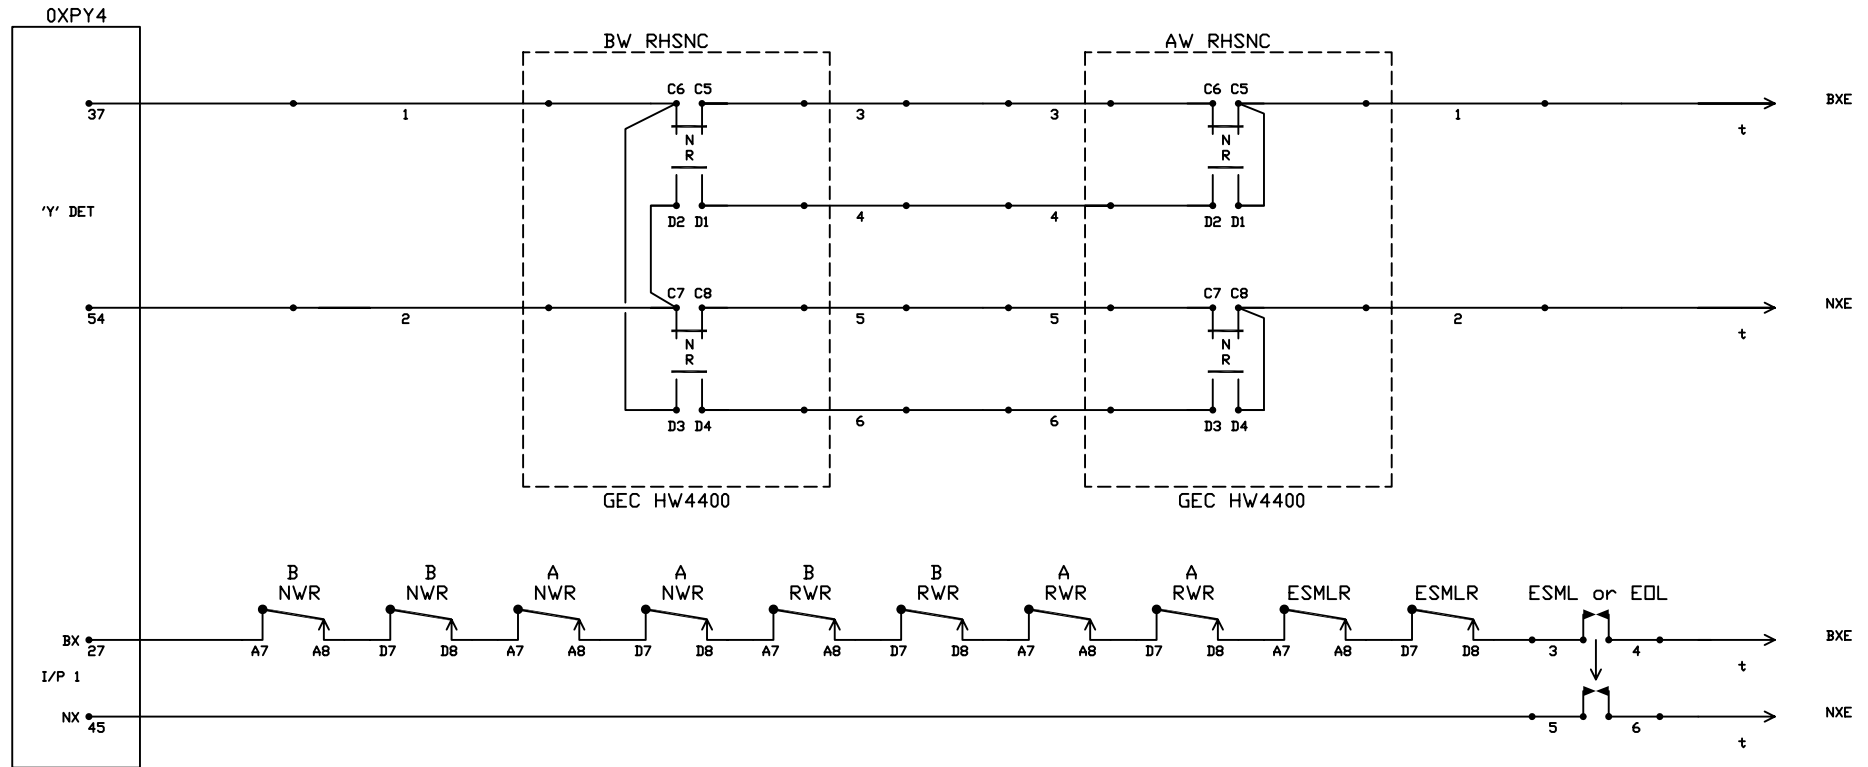 0XPY4
BW RHSNC
AW RHSNC
C6 C5
C6 C5
BXE
37
1
3
3
1
t
N
R
N
R
'Y' DET
D2 D1
4
4
D2 D1
C7 C8
C7 C8
NXE
54
2
5
5
2
t
N
R
N
R
D3 D4
6
6
D3 D4
GEC HW4400
GEC HW4400
B
NWR
B
NWR
A
NWR
A
NWR
B
RWR
B
RWR
A
RWR
A
RWR
ESMLR
ESMLR
ESML or EOL
BX
27
A7 A8
D7 D8
A7 A8
D7 D8
A7 A8
D7 D8
A7 A8
D7 D8
A7 A8
D7 D8
3
4
BXE
t
I/P 1
NX
45
5
6
NXE
t